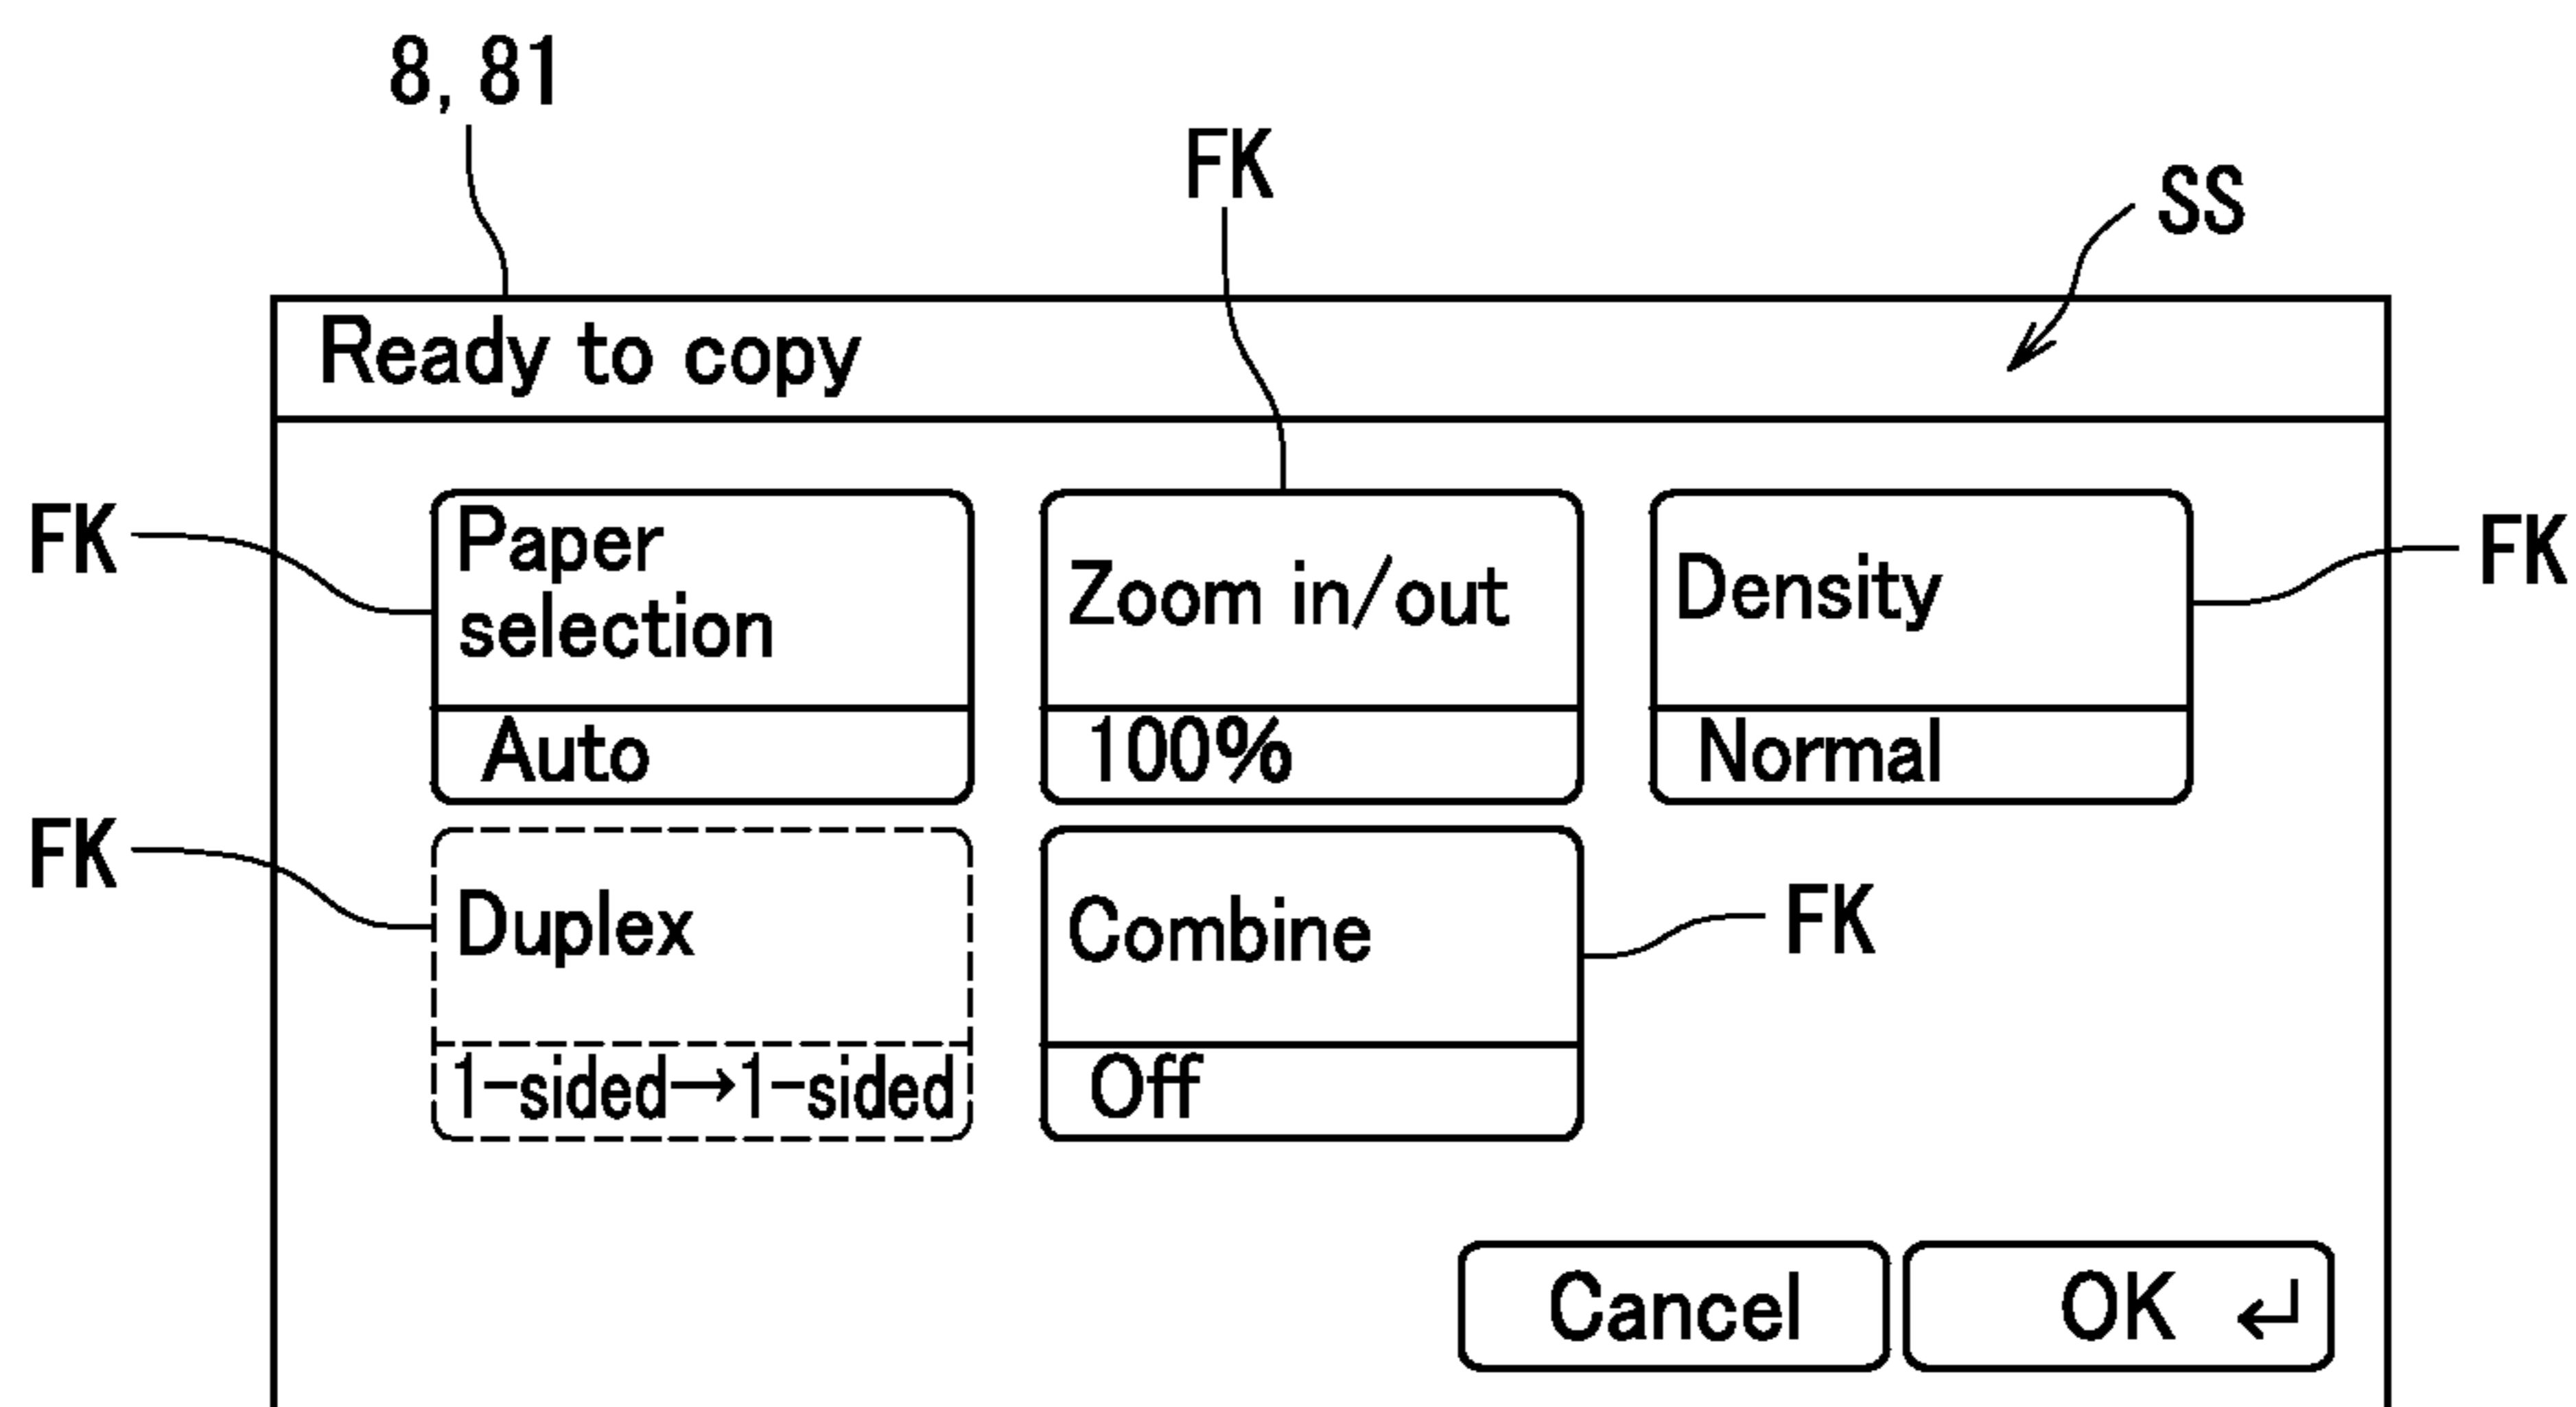 8, 81
FK
SS
Ready to copy
FK
Paper
selection
Auto
Zoom in/out
100%
Density
Normal
FK
FK
Duplex
1-sided→1-sided
Combine
Off
FK
Cancel
OK ↵